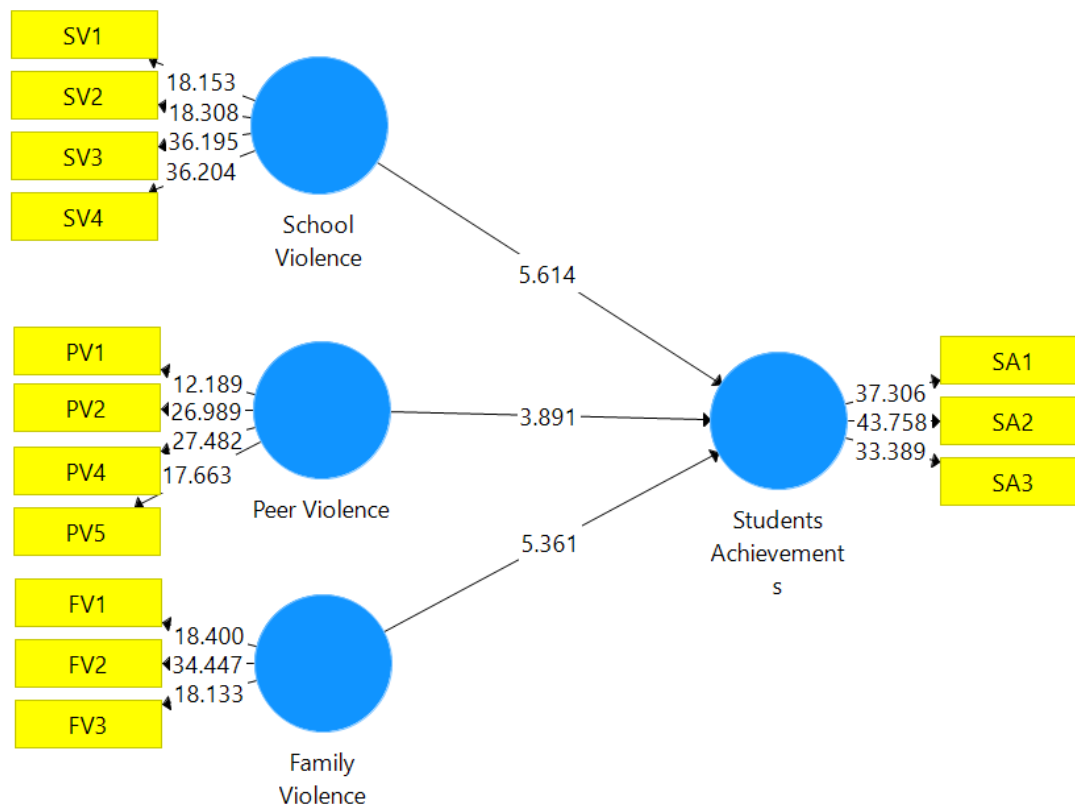 SV1
18.153
SV2
18.308
SV3
36.195
36.204
SV4
School
Violence
5.614
PV1
12.189
PV2
26.989
27.482
PV4
17.663
PV5
Peer Violence
3.891
SA1
37.306
SA2
43.758
33.389
SA3
Students
Achievement
s
5.361
FV1
18.400
FV2
34.447
18.133
FV3
Family
Violence